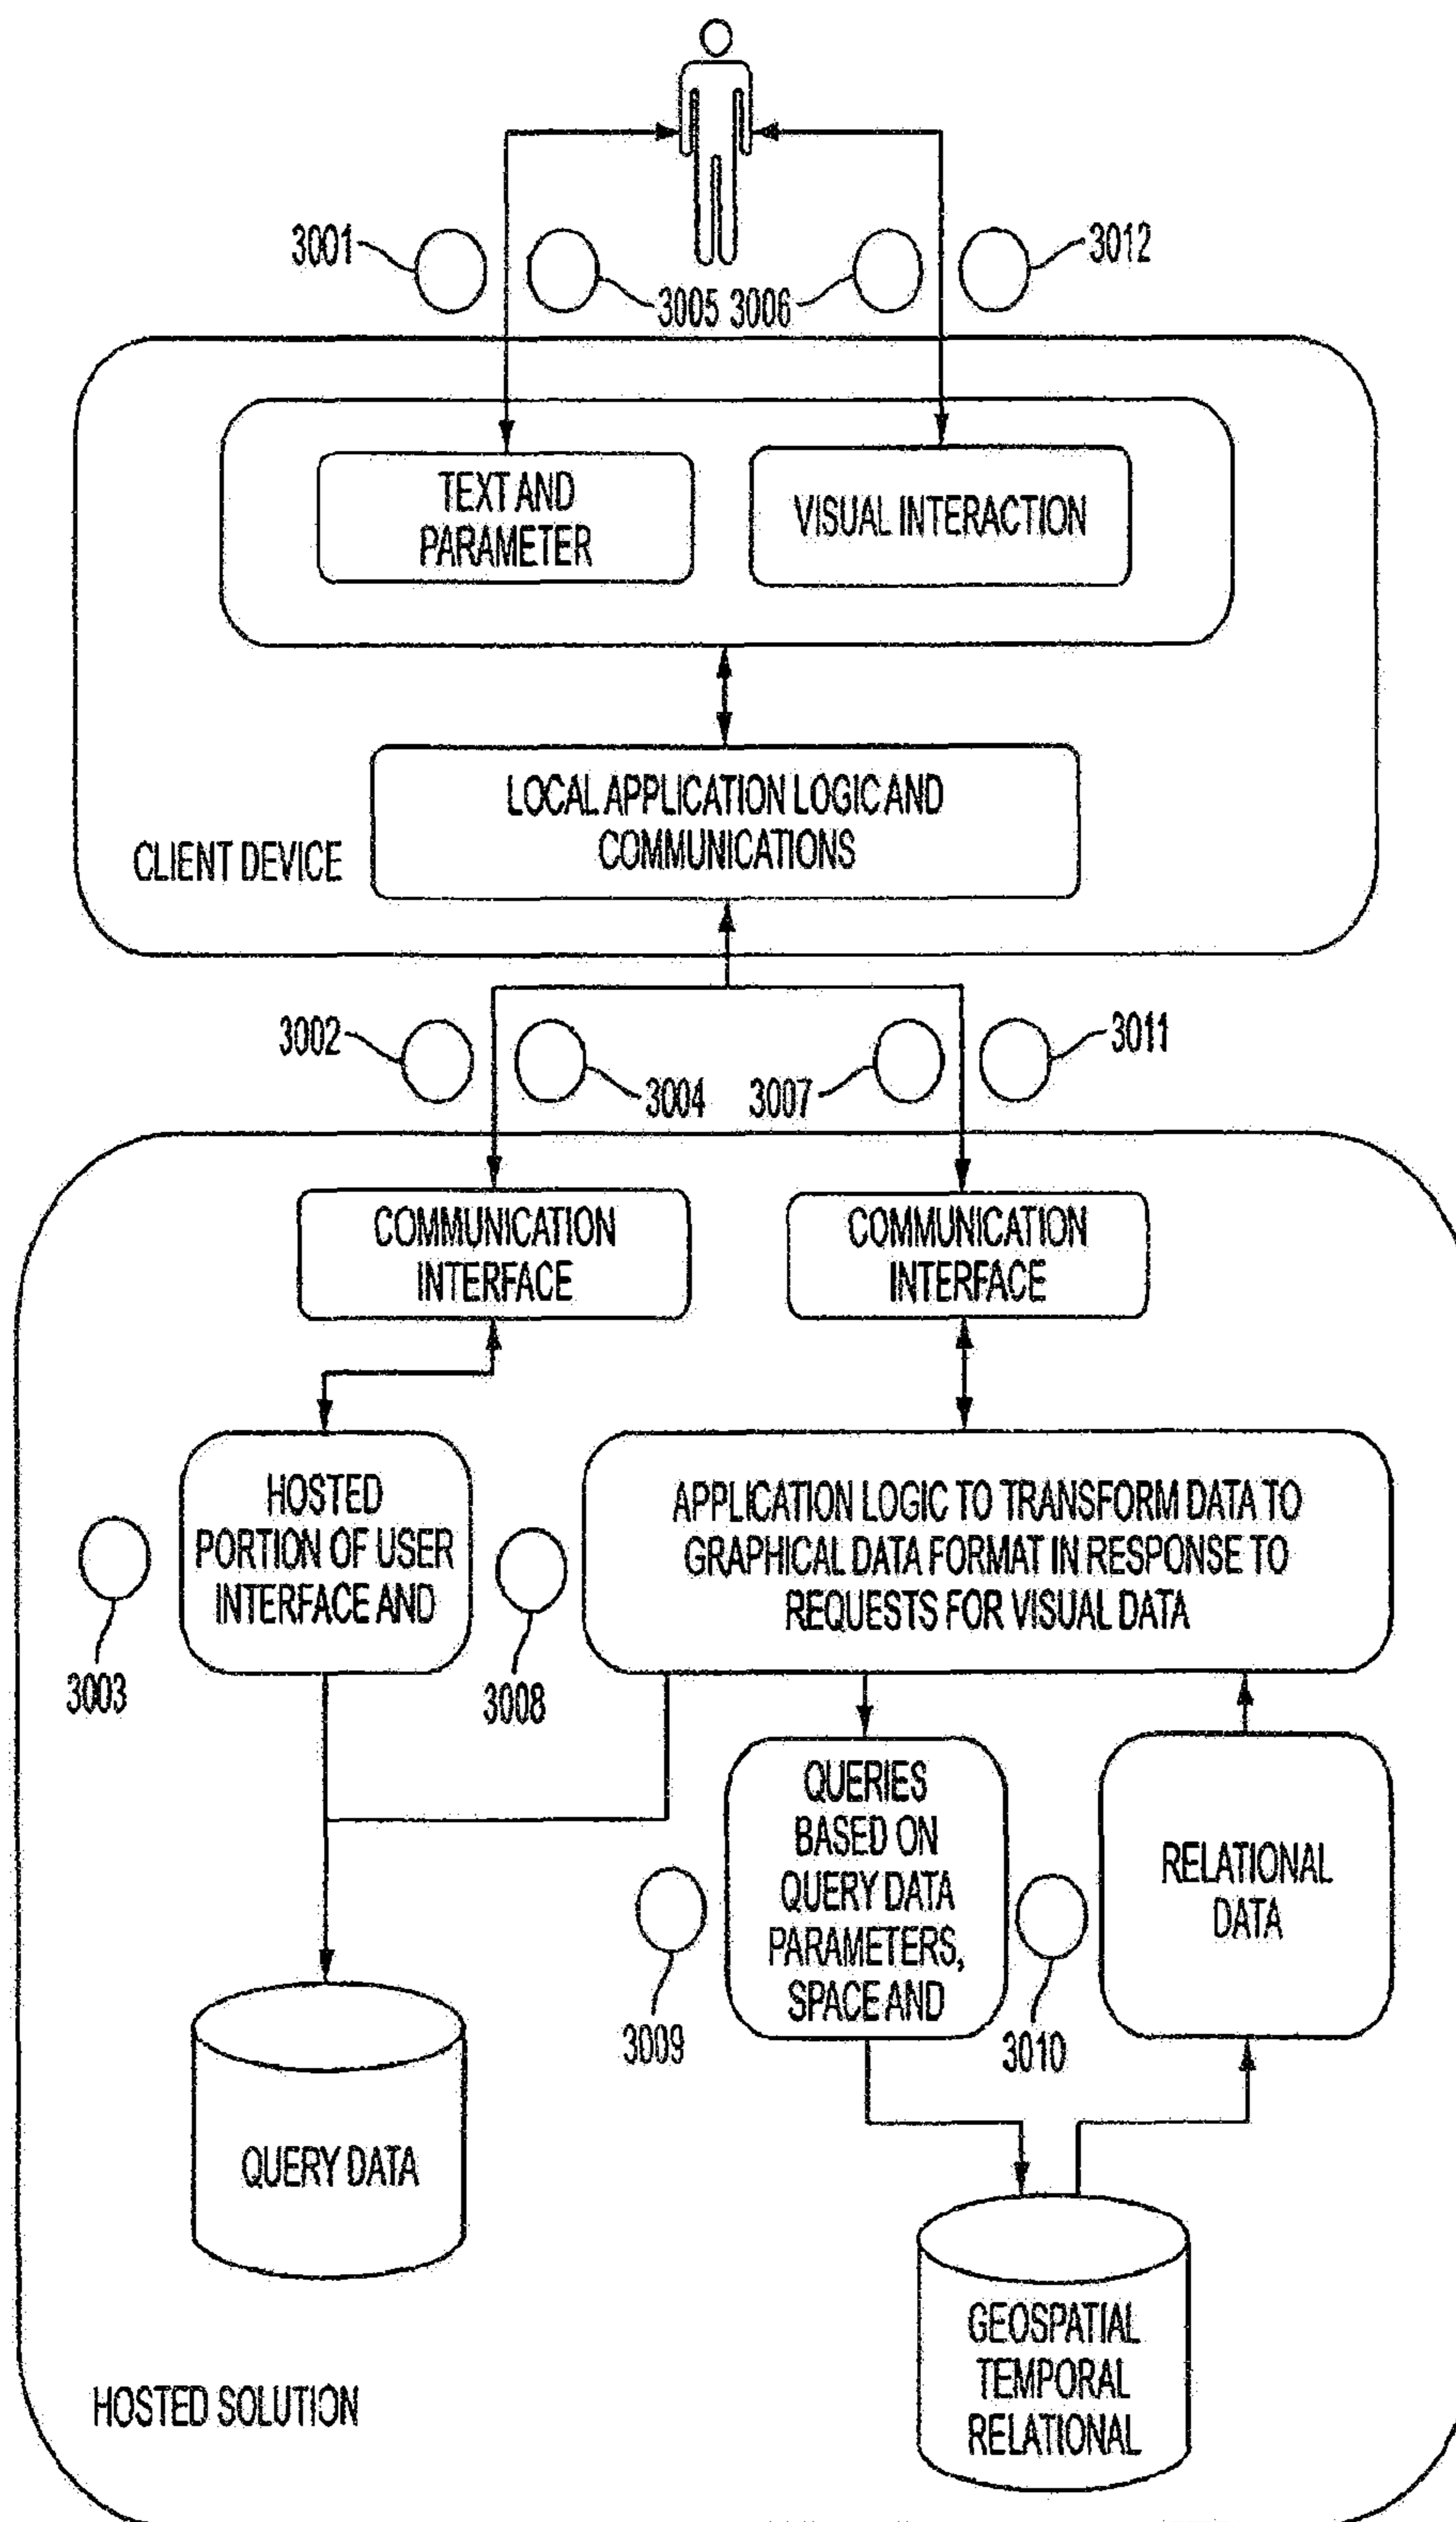 3001
3005
3006
3012
TEXT AND
PARAMETER
VISUAL INTERACTION
LOCAL APPLICATION LOGIC AND
COMMUNICATIONS
CLIENT DEVICE
3002
3004
3007
3011
COMMUNICATION
INTERFACE
COMMUNICATION
INTERFACE
HOSTED
PORTION OF USER
INTERFACE AND
3003
3008
APPLICATION LOGIC TO TRANSFORM DATA TO
GRAPHICAL DATA FORMAT IN RESPONSE TO
REQUESTS FOR VISUAL DATA
QUERIES
BASED ON
QUERY DATA
PARAMETERS,
SPACE AND
3009
3010
RELATIONAL
DATA
QUERY DATA
GEOSPATIAL
TEMPORAL
RELATIONAL
HOSTED SOLUTION